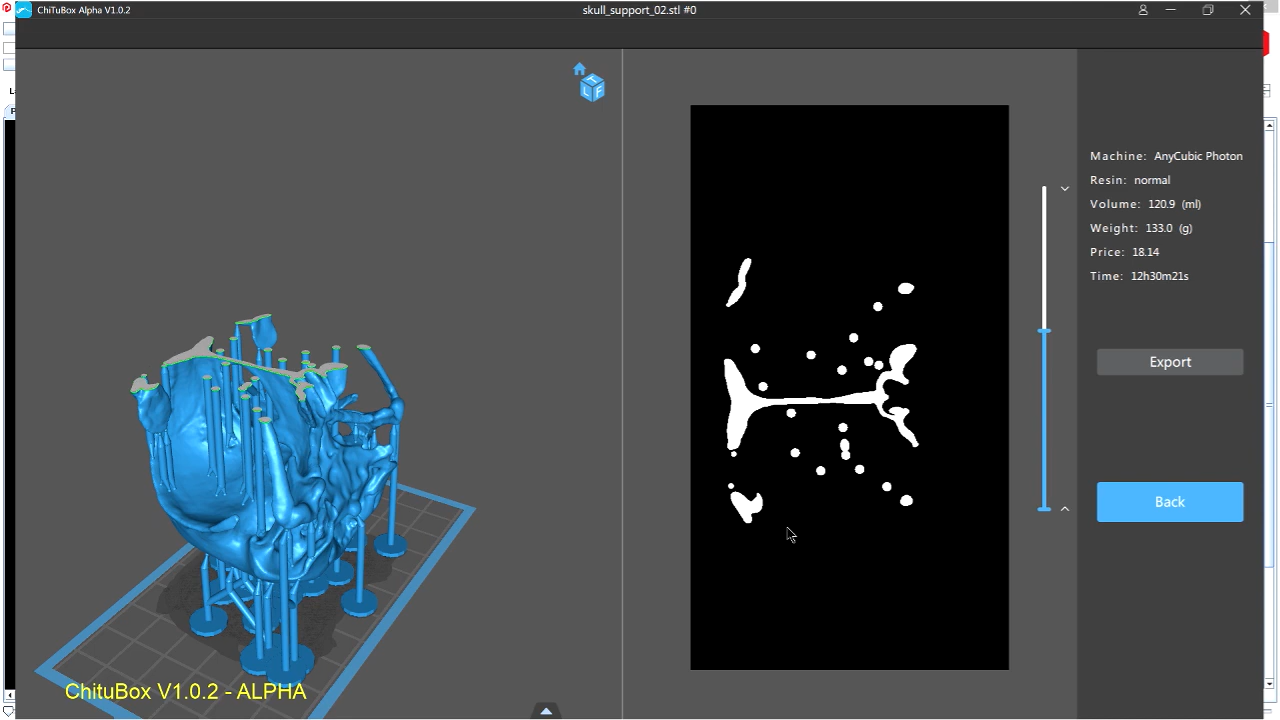 ChiTuBox Alpha V1.0.2
skull_support_02.stl #0
T
L F
Machine: AnyCubic Photon
Resin: normal
Volume: 120.9 (ml)
Weight: 133.0 (g)
Price: 18.14
Time: 12h30m21s
Export
Back
ChituBox V1.0.2 - ALPHA